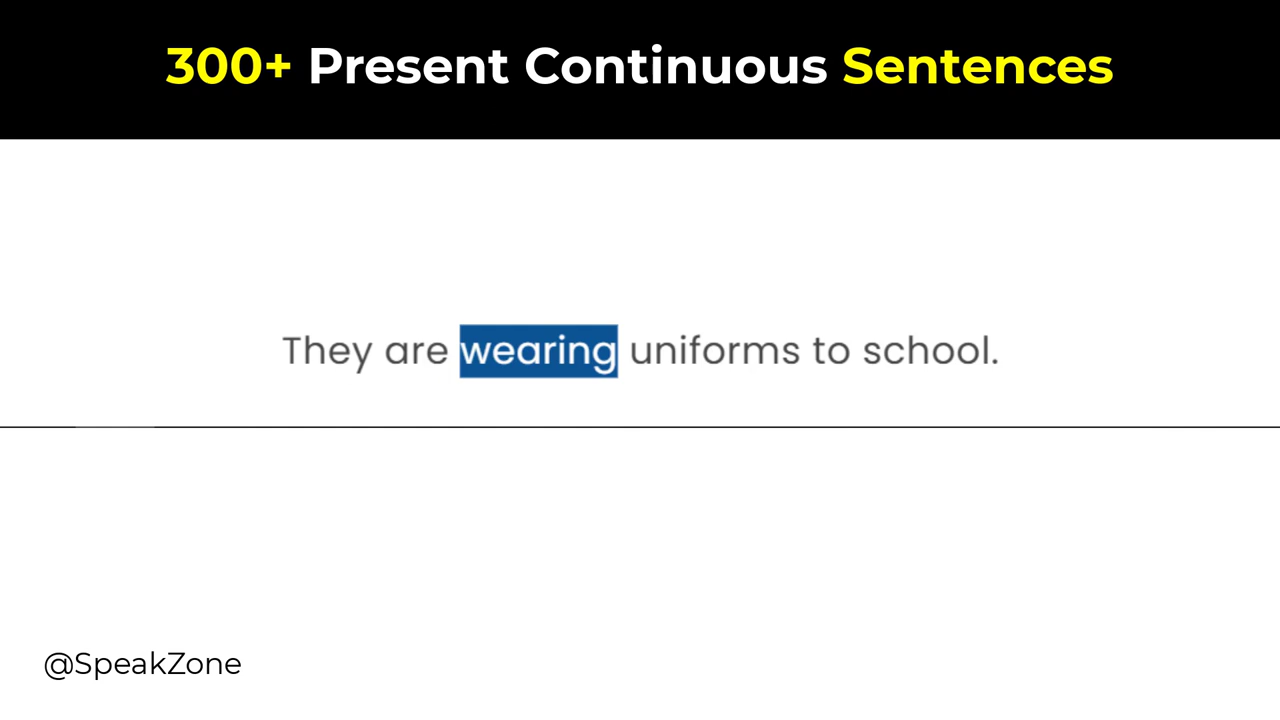 300+ Present Continuous Sentences
They are wearing uniforms to school.
@SpeakZone